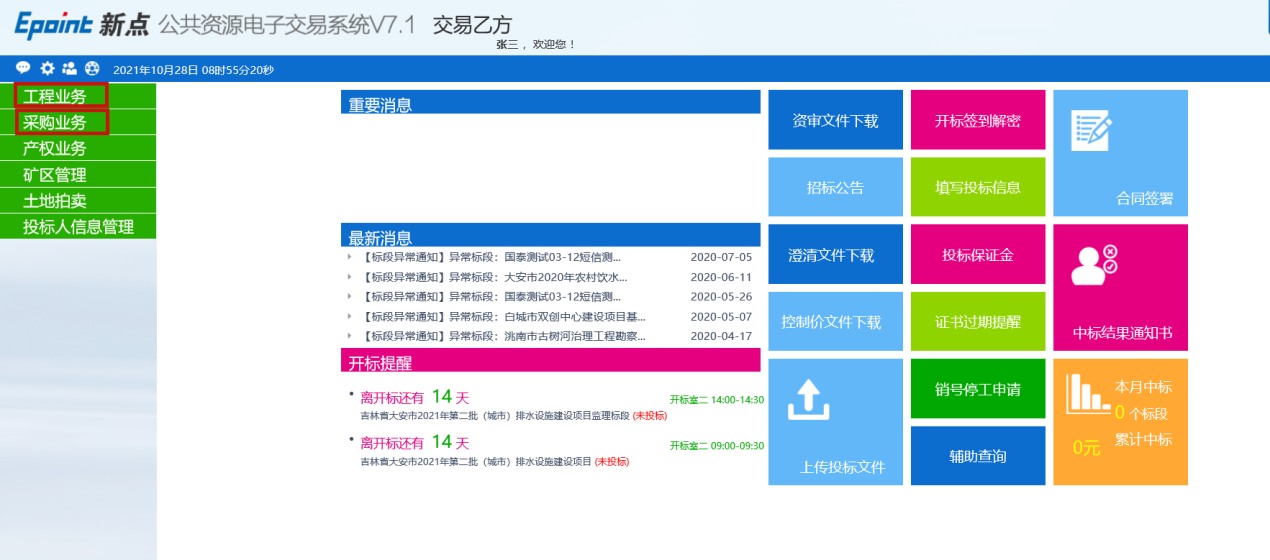 Epoint 新点 公共资源电子交易系统V7.1 交易乙方
张三，欢迎您！
2021年10月28日 08时55分20秒
工程业务
采购业务
产权业务
矿区管理
土地拍卖
投标人信息管理
重要消息
最新消息
【标段异常通知】异常标段：国泰测试03-12短信测... 2020-07-05
【标段异常通知】异常标段：大安市2020年农村饮水... 2020-06-11
【标段异常通知】异常标段：国泰测试03-12短信测... 2020-05-26
【标段异常通知】异常标段：白城市双创中心建设项目基... 2020-05-07
【标段异常通知】异常标段：洮南市古树河治理工程勘察... 2020-04-17
开标提醒
离开标还有 14 天 开标室二 14:00-14:30
吉林省大安市2021年第二批（城市）排水设施建设项目监理标段 (未投标)
离开标还有 14 天 开标室二 09:00-09:30
吉林省大安市2021年第二批（城市）排水设施建设项目 (未投标)
资审文件下载
开标签到解密
合同签署
招标公告
填写投标信息
澄清文件下载
投标保证金
中标结果通知书
控制价文件下载
证书过期提醒
上传投标文件
销号停工申请
辅助查询
本月中标
0 个标段
累计中标
0元